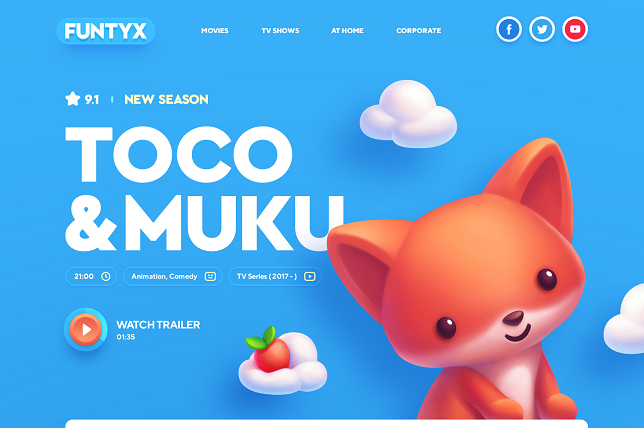 FUNTYX
MOVIES
TV SHOWS
AT HOME
CORPORATE
9.1
NEW SEASON
TOCO
&MUKU
21:00
Animation, Comedy
TV Series (2017 - )
WATCH TRAILER
01:35